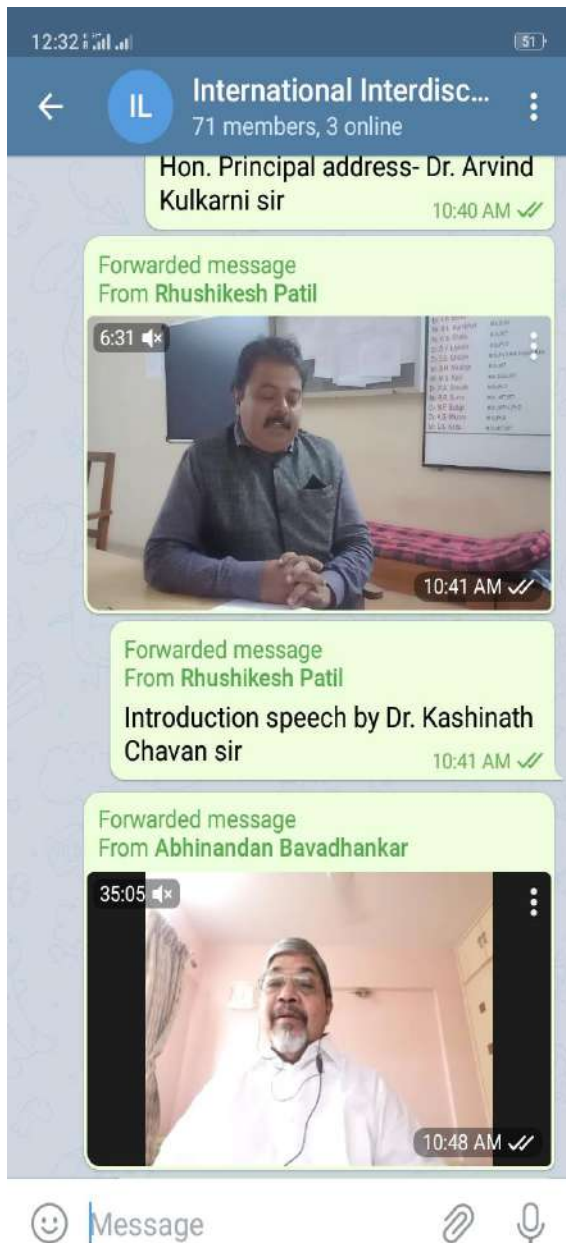 12:32
51
IL
International Interdisc...
71 members, 3 online
Hon. Principal address- Dr. Arvind
Kulkarni sir
10:40 AM
Forwarded message
From Rhushikesh Patil
6:31
10:41 AM
Forwarded message
From Rhushikesh Patil
Introduction speech by Dr. Kashinath
Chavan sir
10:41 AM
Forwarded message
From Abhinandan Bavadhankar
35:05
10:48 AM
Message